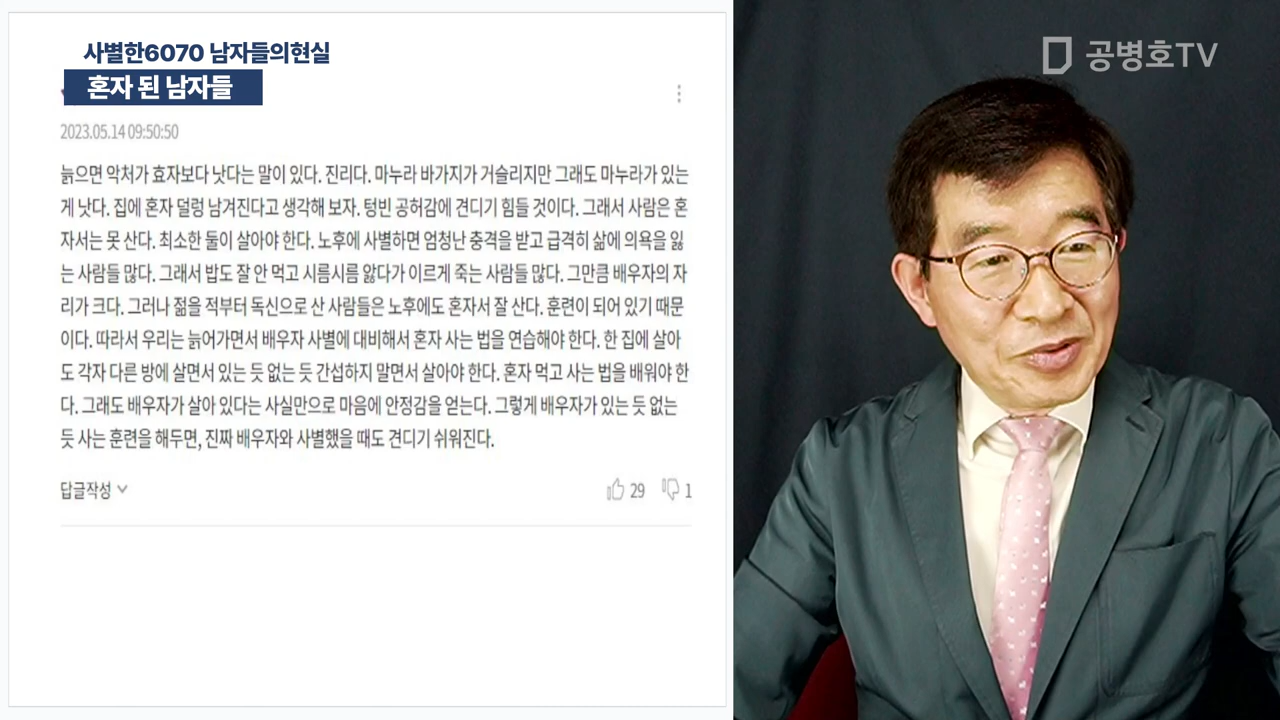 사별한6070 남자들의현실
혼자 된 남자들
공병호TV
2023.05.14 09:50:50
늙으면 악처가 효자보다 낫다는 말이 있다. 진리다. 마누라 바가지가 거슬리지만 그래도 마누라가 있는
게 낫다. 집에 혼자 덜렁 남겨진다고 생각해 보자. 텅빈 공허감에 견디기 힘들 것이다. 그래서 사람은 혼
자서는 못 산다. 최소한 둘이 살아야 한다. 노후에 사별하면 엄청난 충격을 받고 급격히 삶에 의욕을 잃
는 사람들 많다. 그래서 밥도 잘 안 먹고 시름시름 앓다가 이르게 죽는 사람들 많다. 그만큼 배우자의 자
리가 크다. 그러나 젊을 적부터 독신으로 산 사람들은 노후에도 혼자서 잘 산다. 훈련이 되어 있기 때문
이다. 따라서 우리는 늙어가면서 배우자 사별에 대비해서 혼자 사는 법을 연습해야 한다. 한 집에 살아
도 각자 다른 방에 살면서 있는 듯 없는 듯 간섭하지 말면서 살아야 한다. 혼자 먹고 사는 법을 배워야 한
다. 그래도 배우자가 살아 있다는 사실만으로 마음에 안정감을 얻는다. 그렇게 배우자가 있는 듯 없는
듯 사는 훈련을 해두면, 진짜 배우자와 사별했을 때도 견디기 쉬워진다.
답글작성
29 1